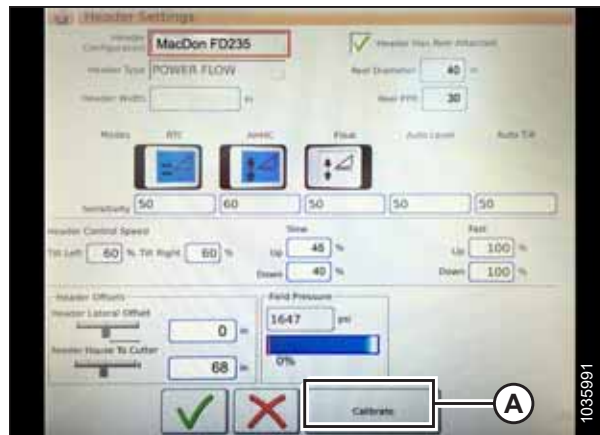 Header Settings
Header Configuration MacDon FD235
Header Has Reel Attached
Header Type POWER FLOW
Reel Diameter 40 in
Header Width in
Reel PPR 30
Modes RTC AHHC Float Auto Level Auto Tilt
Sensitivity 50 60 50 50 50
Header Control Speed
Slow
Fast
Tilt Left 60 % Tilt Right 60 %
Up 45 %
Up 100 %
Down 40 %
Down 100 %
Header Offsets
Header Lateral Offset
0
Header House To Cutter
68
Field Pressure
1647 psi
0%
Calibrate
A
1035991